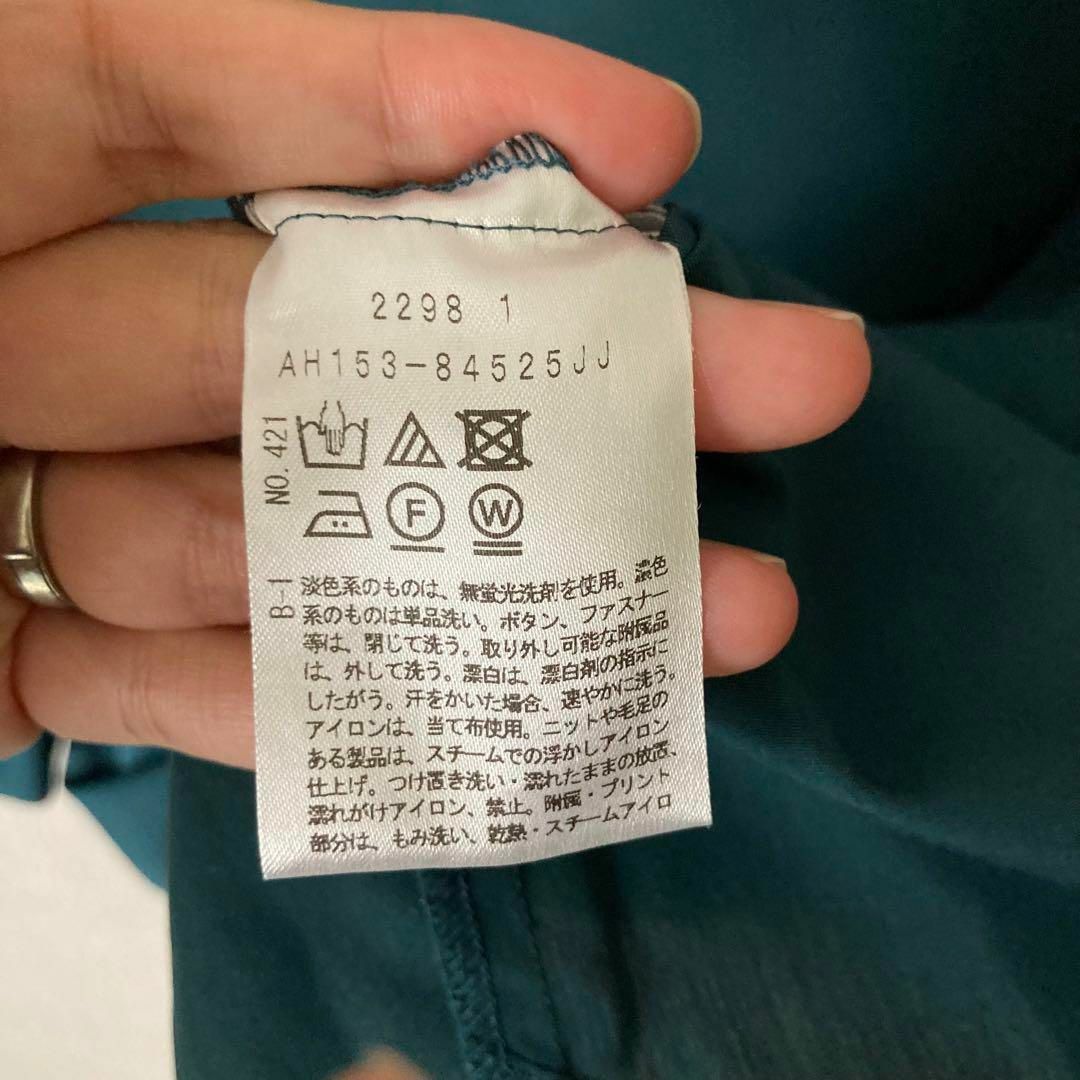 2298 1
AH153-84525JJ
NO. 421
F
W
B-1
淡色系のものは、無蛍光洗剤を使用。濃色
系のものは単品洗い。ボタン、ファスナー
等は、閉じて洗う。取り外し可能な附属品
は、外して洗う。漂白は、漂白剤の指示に
したがう。汗をかいた場合、速やかに洗う。
アイロンは、当て布使用。ニットや毛足の
ある製品は、スチームでの浮かしアイロン
仕上げ。つけ置き洗い・濡れたままの放置、
濡れがけアイロン、禁止。附属・プリント
部分は、もみ洗い、乾熱・スチームアイロ